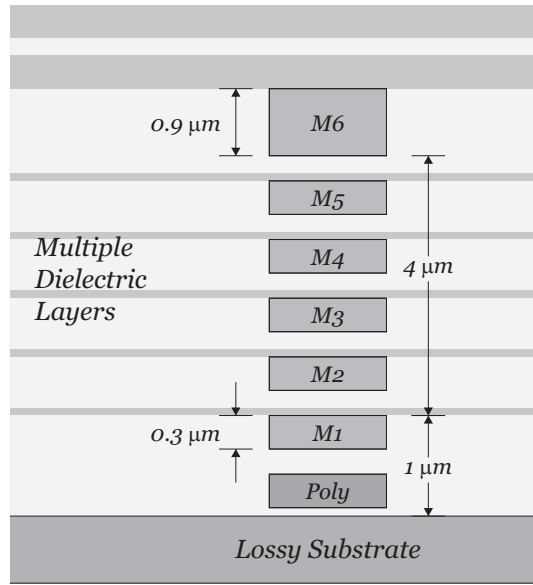 M6
0.9 μm
M5
Multiple
Dielectric
Layers
M4
4 μm
M3
M2
0.3 μm
M1
1 μm
Poly
Lossy Substrate